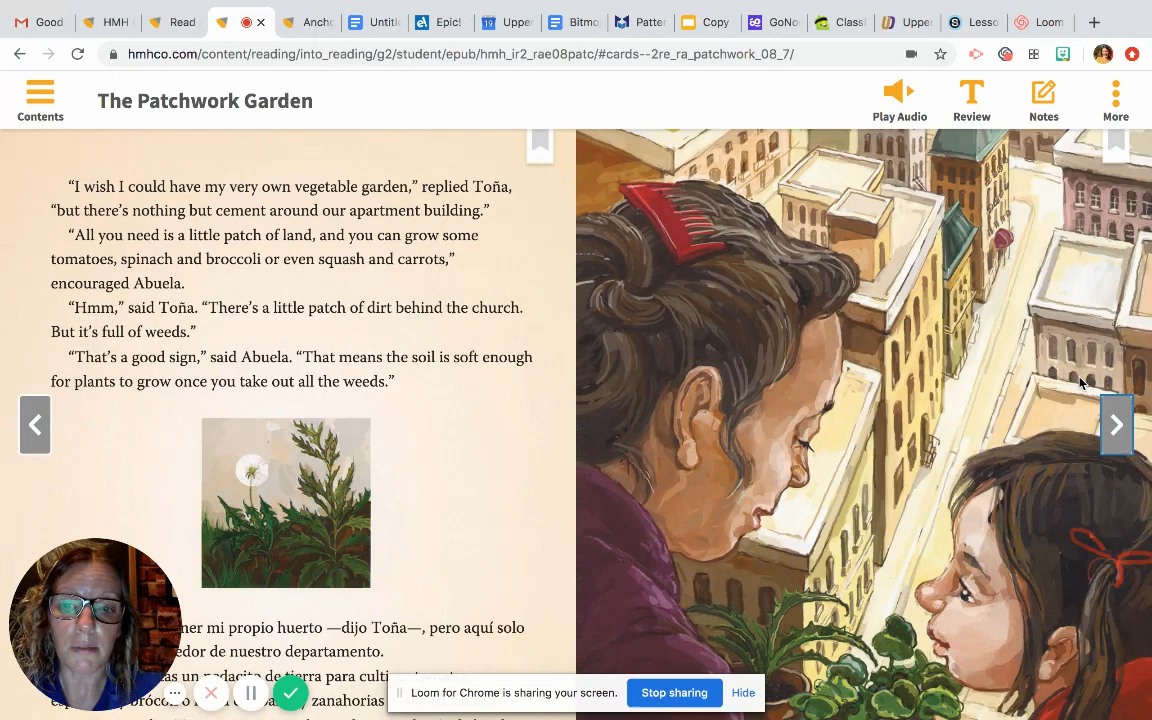 Good
HMH
Read
Ancho
Untitl
Epic!
Upper
Bitmo
Patter
Copy
GoNo
Classl
Upper
Lesso
Loom
hmhco.com/content/reading/into_reading/g2/student/epub/hmh_ir2_rae08patc/#cards--2re_ra_patchwork_08_7/
Contents
The Patchwork Garden
Play Audio
Review
Notes
More
“I wish I could have my very own vegetable garden,” replied Toña,
“but there’s nothing but cement around our apartment building.”
“All you need is a little patch of land, and you can grow some
tomatoes, spinach and broccoli or even squash and carrots,”
encouraged Abuela.
“Hmm,” said Toña. “There’s a little patch of dirt behind the church.
But it’s full of weeds.”
“That’s a good sign,” said Abuela. “That means the soil is soft enough
for plants to grow once you take out all the weeds.”
mi propio huerto —dijo Toña—, pero aquí solo
de nuestro departamento.
un pedacito de tierra para
zanahorias
Loom for Chrome is sharing your screen.
Stop sharing
Hide